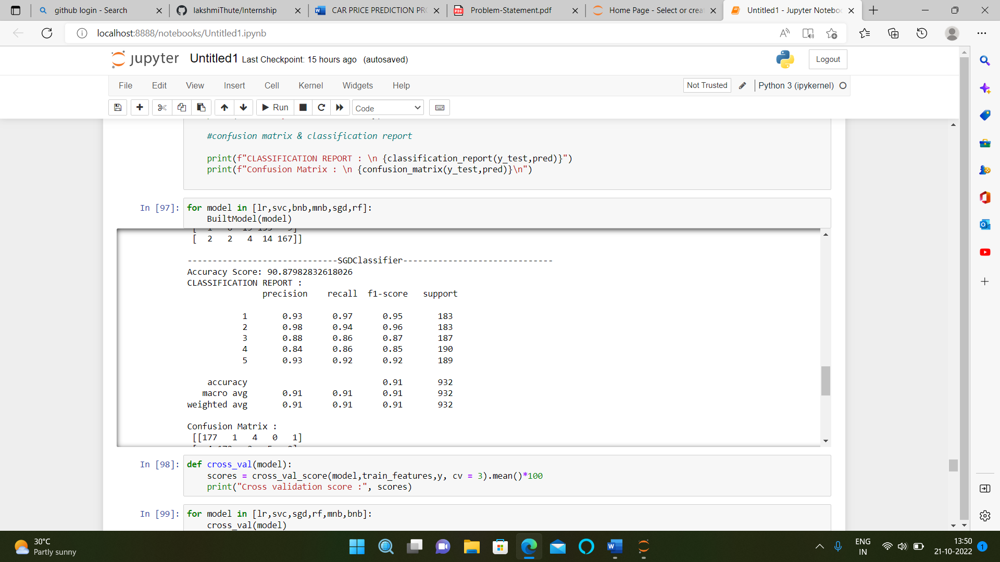 github login - Search
lakshmiThute/Internship
CAR PRICE PREDICTION PRO
Problem-Statement.pdf
Home Page - Select or crea
Untitled1 - Jupyter Noteboo
localhost:8888/notebooks/Untitled1.ipynb
jupyter Untitled1 Last Checkpoint: 15 hours ago (autosaved)
Logout
File Edit View Insert Cell Kernel Widgets Help
Not Trusted
Python 3 (ipykernel)
Run
Code
#confusion matrix & classification report
print(f"CLASSIFICATION REPORT : \n {classification_report(y_test,pred)}")
print(f"Confusion Matrix : \n {confusion_matrix(y_test,pred)}\n")
In [97]: for model in [lr,svc,bnb,mnb,sgd,rf]:
BuiltModel(model)
[ 2 2 4 14 167]]
------------------------------SGDClassifier------------------------------
Accuracy Score: 90.87982832618026
CLASSIFICATION REPORT :
precision recall f1-score support
1 0.93 0.97 0.95 183
2 0.98 0.94 0.96 183
3 0.88 0.86 0.87 187
4 0.84 0.86 0.85 190
5 0.93 0.92 0.92 189
accuracy 0.91 932
macro avg 0.91 0.91 0.91 932
weighted avg 0.91 0.91 0.91 932
Confusion Matrix :
[[177 1 4 0 1]
In [98]: def cross_val(model):
scores = cross_val_score(model,train_features,y, cv = 3).mean()*100
print("Cross validation score :", scores)
In [99]: for model in [lr,svc,sgd,rf,mnb,bnb]:
cross_val(model)
30°C
Partly sunny
ENG
IN
13:50
21-10-2022
1